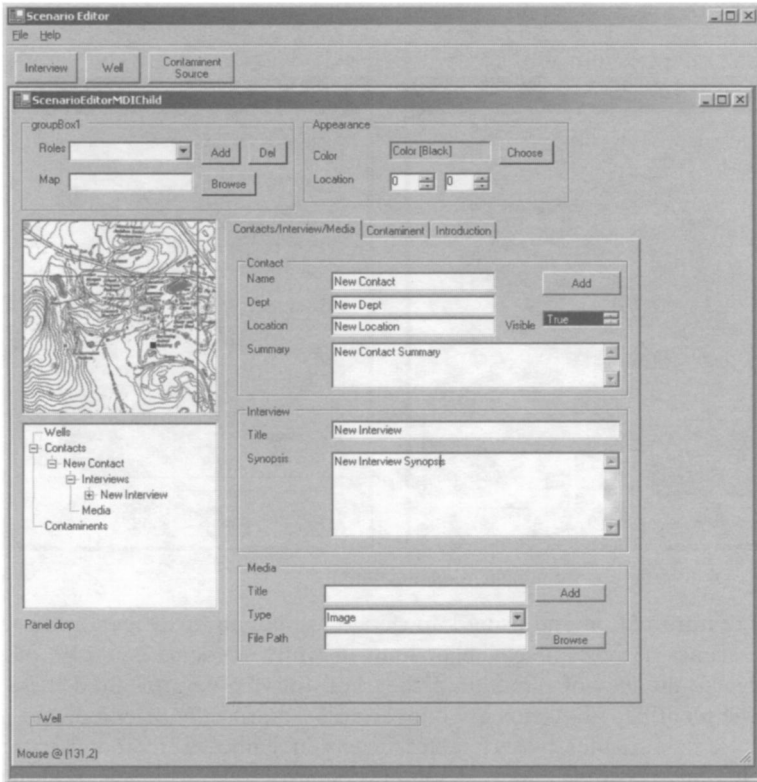 Scenario Editor
File Help
Interview Well Contaminent Source
ScenarioEditorMDIChild
groupBox1
Roles Add Del
Map Browse
Appearance
Color Color [Black] Choose
Location 0 0
Contacts/Interview/Media Contaminent Introduction
Contact
Name New Contact Add
Dept New Dept
Location New Location Visible True
Summary New Contact Summary
Wells
Contacts
New Contact
Interviews
New Interview
Media
Contaminents
Panel drop
Interview
Title New Interview
Synopsis New Interview Synopsis
Media
Title Add
Type Image
File Path Browse
Well
Mouse @ (131,2)